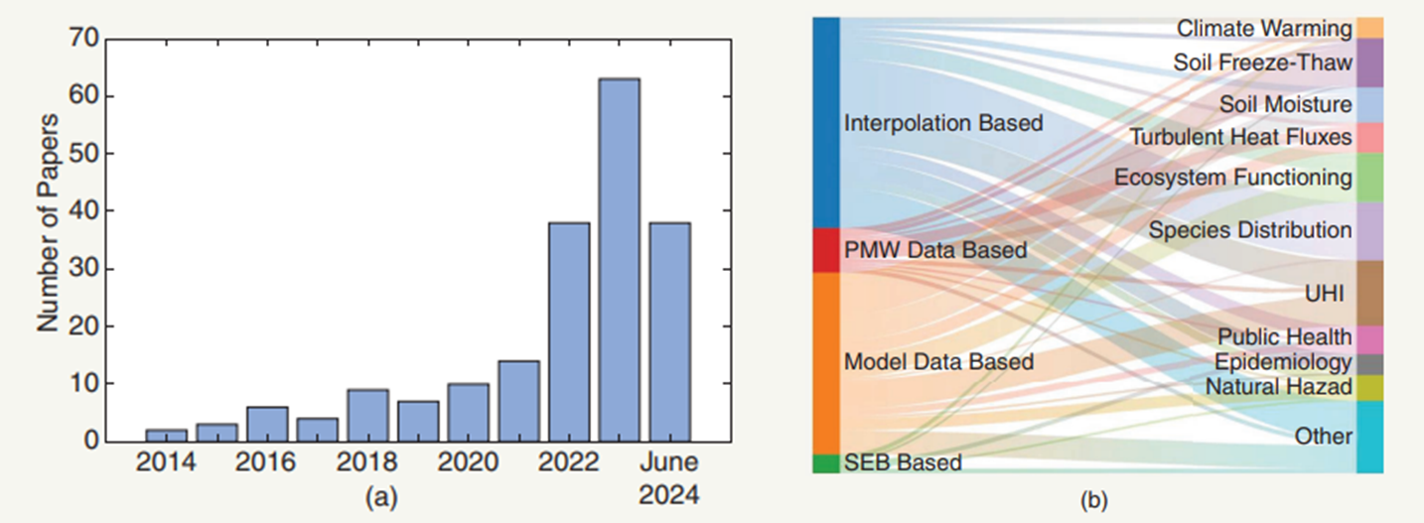 Number of Papers
70
60
50
40
30
20
10
0
2014 2016 2018 2020 2022 June
2024
(a)
Interpolation Based
PMW Data Based
Model Data Based
SEB Based
Climate Warming
Soil Freeze-Thaw
Soil Moisture
Turbulent Heat Fluxes
Ecosystem Functioning
Species Distribution
UHI
Public Health
Epidemiology
Natural Hazad
Other
(b)